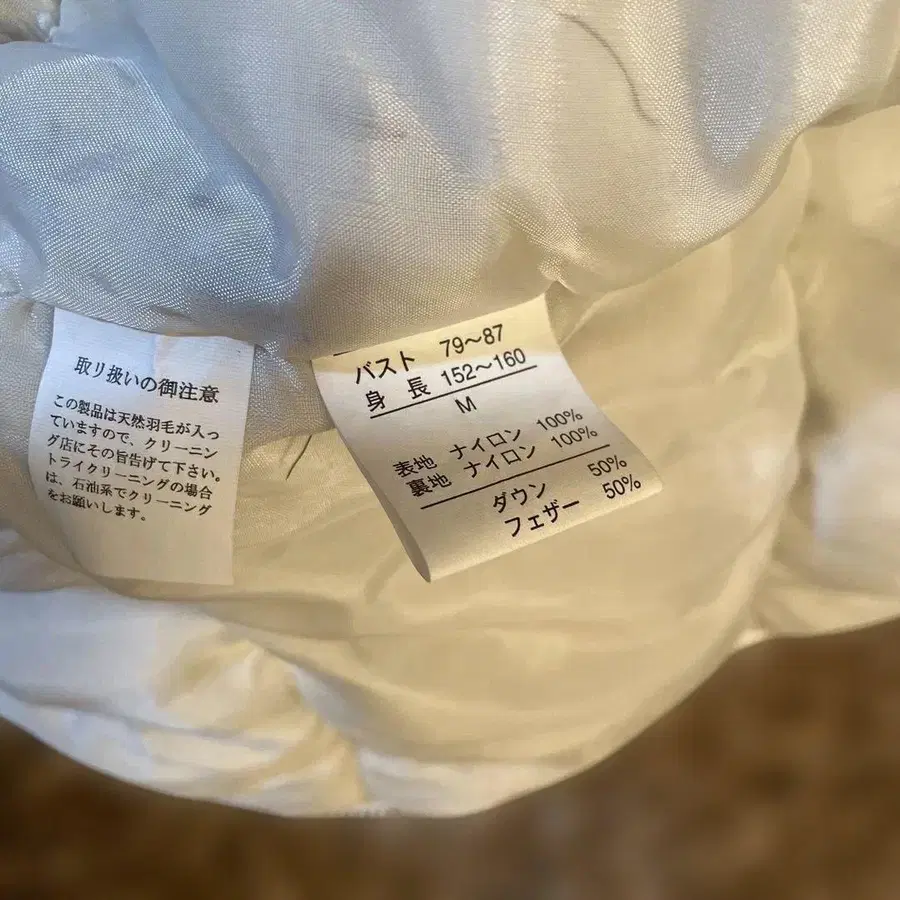 取り扱いの御注意
この製品は天然羽毛が入っ
ていますので、クリーニン
グ店にその旨告げて下さい。
トライクリーニングの場合
は、石油系でクリーニング
をお願いします。
バスト 79〜87
身長 152〜160
M
表地 ナイロン 100%
裏地 ナイロン 100%
ダウン 50%
フェザー 50%